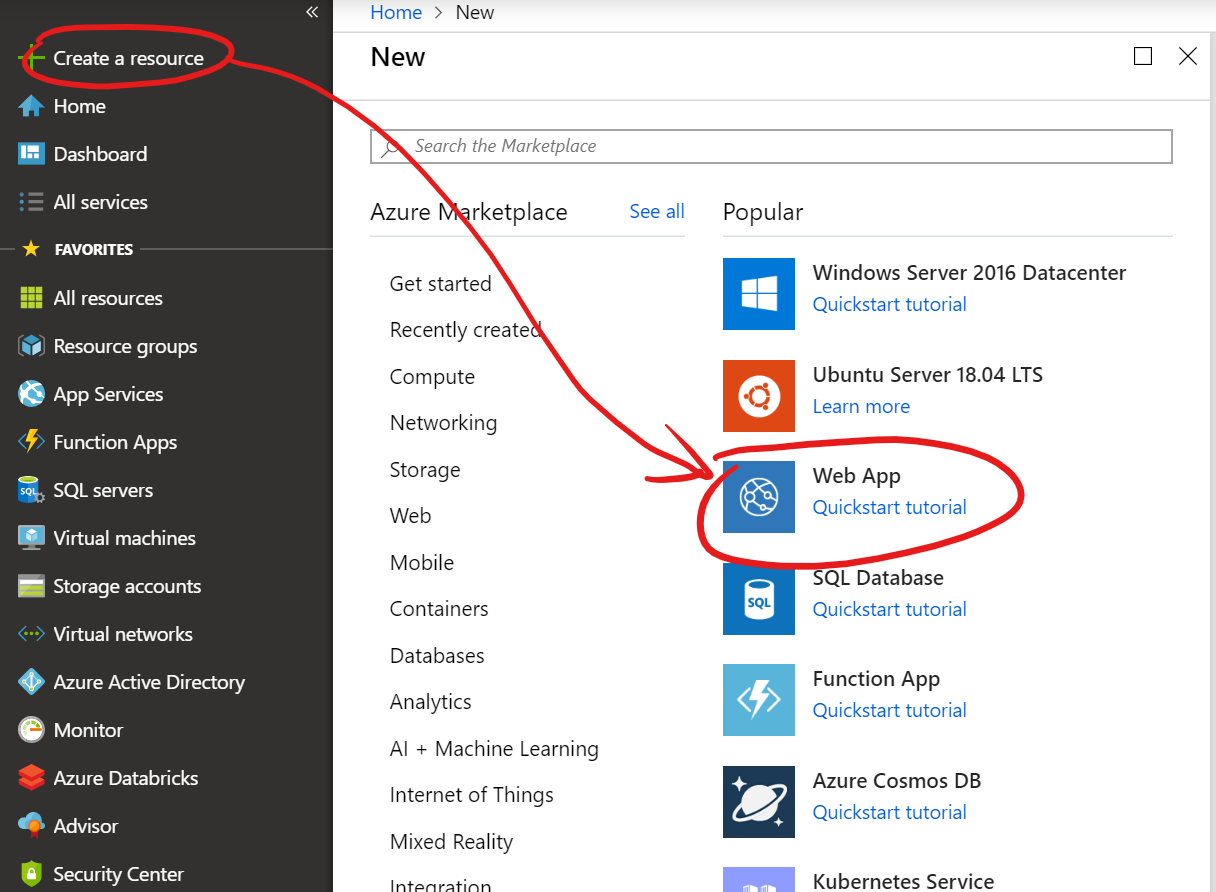 «
Create a resource
Home
Dashboard
All services
FAVORITES
All resources
Resource groups
App Services
Function Apps
SQL
SQL servers
Virtual machines
Storage accounts
Virtual networks
Azure Active Directory
Monitor
Azure Databricks
Advisor
Security Center
Home > New
New
Search the Marketplace
Azure Marketplace
See all
Get started
Recently created
Compute
Networking
Storage
Web
Mobile
Containers
Databases
Analytics
AI + Machine Learning
Internet of Things
Mixed Reality
Integration
Popular
Windows Server 2016 Datacenter
Quickstart tutorial
Ubuntu Server 18.04 LTS
Learn more
Web App
Quickstart tutorial
SQL
SQL Database
Quickstart tutorial
Function App
Quickstart tutorial
Azure Cosmos DB
Quickstart tutorial
Kubernetes Service